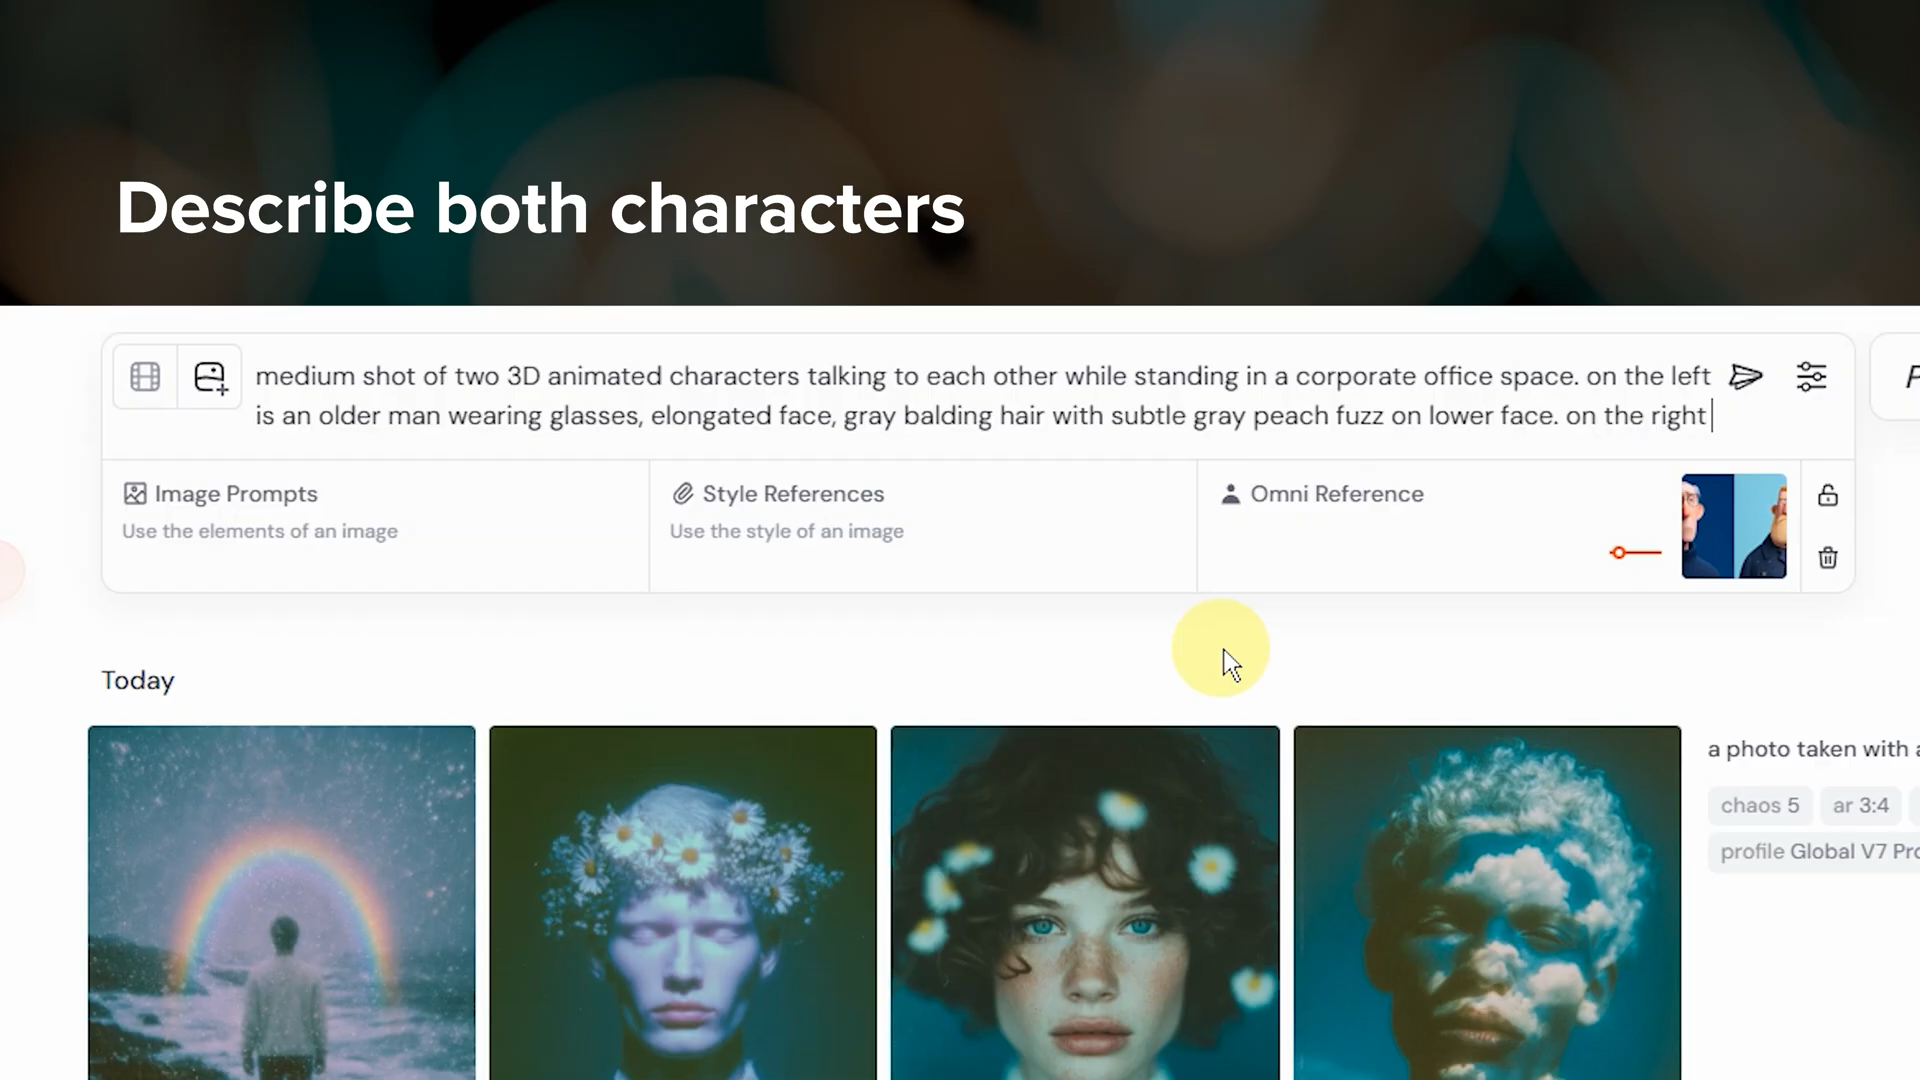 Describe both characters
medium shot of two 3D animated characters talking to each other while standing in a corporate office space. on the left
is an older man wearing glasses, elongated face, gray balding hair with subtle gray peach fuzz on lower face. on the right
Image Prompts
Use the elements of an image
Style References
Use the style of an image
Omni Reference
Today
a photo taken with
chaos 5
ar 3:4
profile Global V7